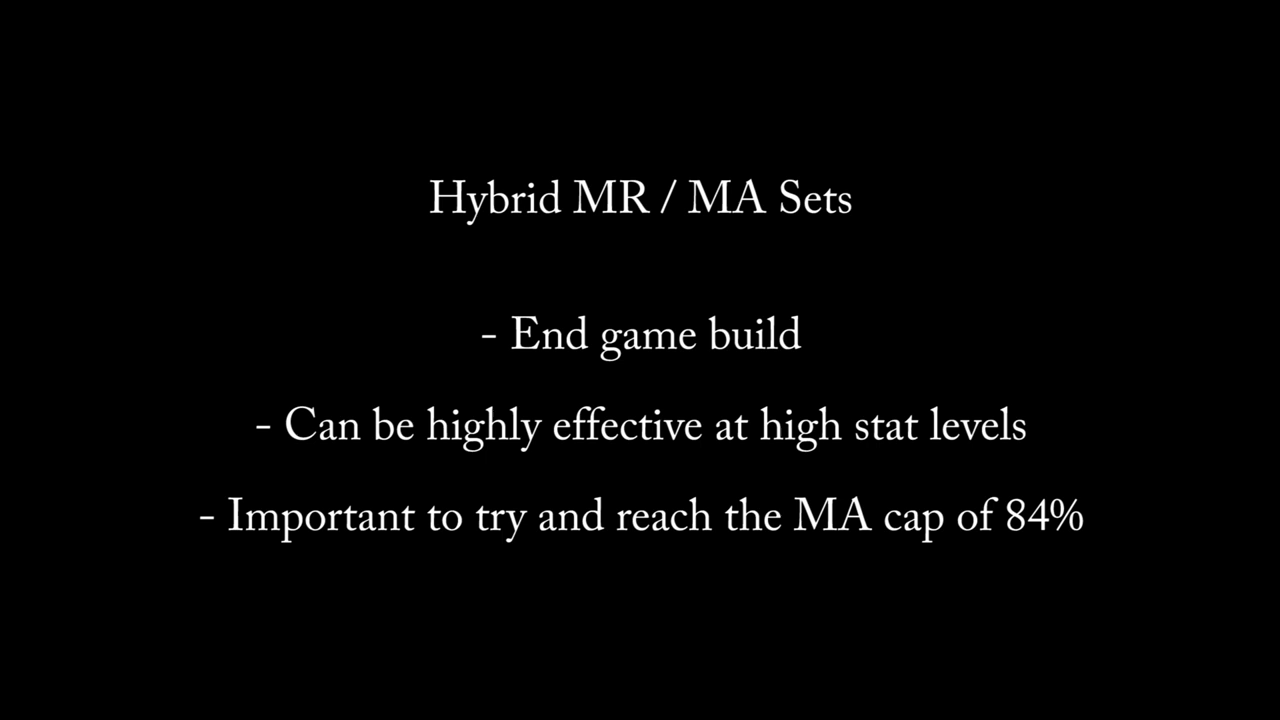 Hybrid MR / MA Sets
- End game build
- Can be highly effective at high stat levels
- Important to try and reach the MA cap of 84%